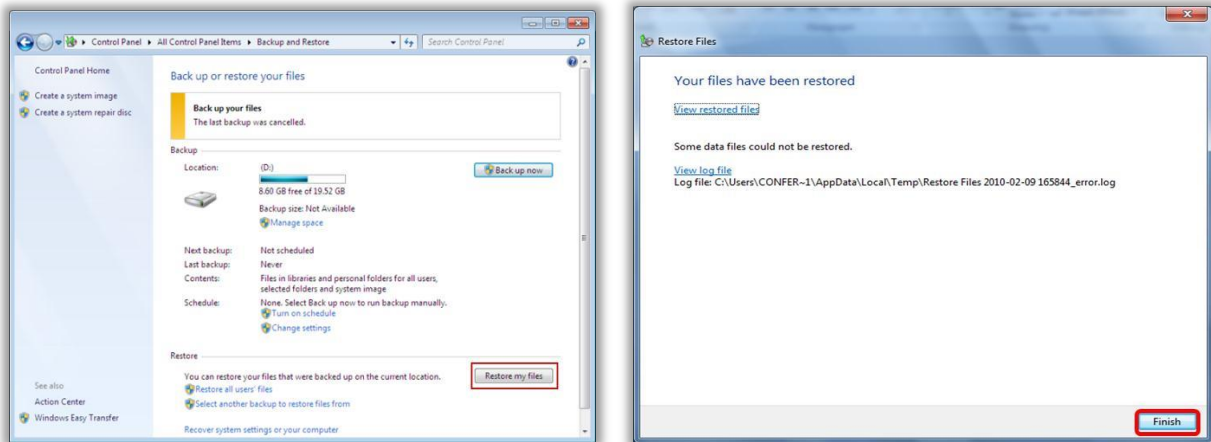 Control Panel ▸ All Control Panel Items ▸ Backup and Restore
Search Control Panel
Control Panel Home
Create a system image
Create a system repair disc
See also
Action Center
Windows Easy Transfer
Back up or restore your files
Back up your files
The last backup was cancelled.
Backup
Location: (D:)
8.60 GB free of 19.52 GB
Backup size: Not Available
Manage space
Back up now
Next backup: Not scheduled
Last backup: Never
Contents: Files in libraries and personal folders for all users,
selected folders and system image
Schedule: None. Select Back up now to run backup manually.
Turn on schedule
Change settings
Restore
You can restore your files that were backed up on the current location.
Restore my files
Restore all users' files
Select another backup to restore files from
Recover system settings or your computer
Restore Files
Your files have been restored
View restored files
Some data files could not be restored.
View log file
Log file: C:\Users\CONFER~1\AppData\Local\Temp\Restore Files 2010-02-09 165844_error.log
Finish